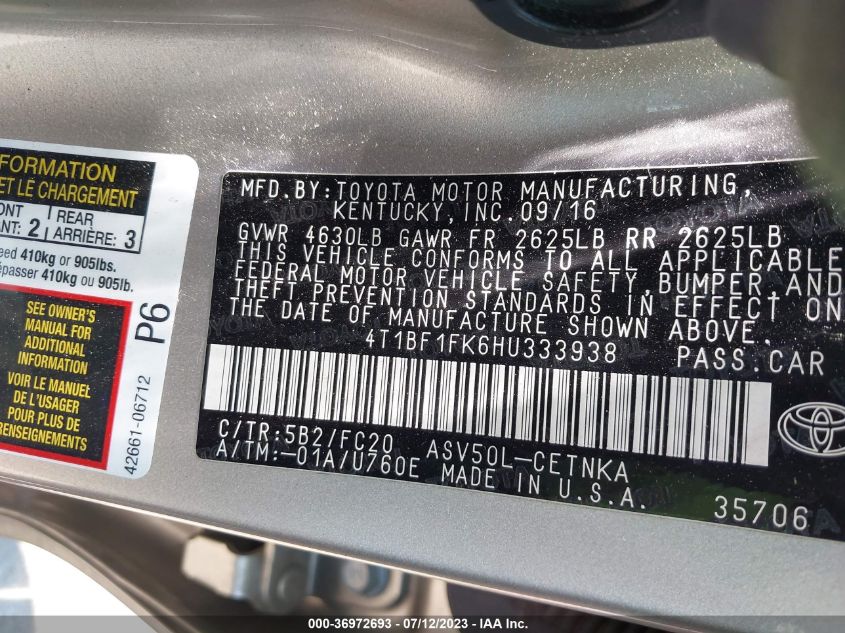 FORMATION
ET LE CHARGEMENT
ONT
ANT: 2
REAR
ARRIÈRE: 3
eed 410kg or 905lbs.
épasser 410kg ou 905lb.
SEE OWNER'S
MANUAL FOR
ADDITIONAL
INFORMATION
VOIR LE MANUEL
DE L'USAGER
POUR PLUS DE
RENSEIGNEMENTS
P6
42661-06712
MFD.BY:TOYOTA MOTOR MANUFACTURING,
KENTUCKY,INC.09/16
GVWR 4630LB GAWR FR 2625LB RR 2625LB
THIS VEHICLE CONFORMS TO ALL APPLICABLE
FEDERAL MOTOR VEHICLE SAFETY,BUMPER AND
THEFT PREVENTION STANDARDS IN EFFECT ON
THE DATE OF MANUFACTURE SHOWN ABOVE.
4T1BF1FK6HU333938 PASS.CAR
C/TR:5B2/FC20 ASV50L-CETNKA
A/TM:-01A/U760E MADE IN U.S.A.
35706
000-36972693 - 07/12/2023 - IAA Inc.